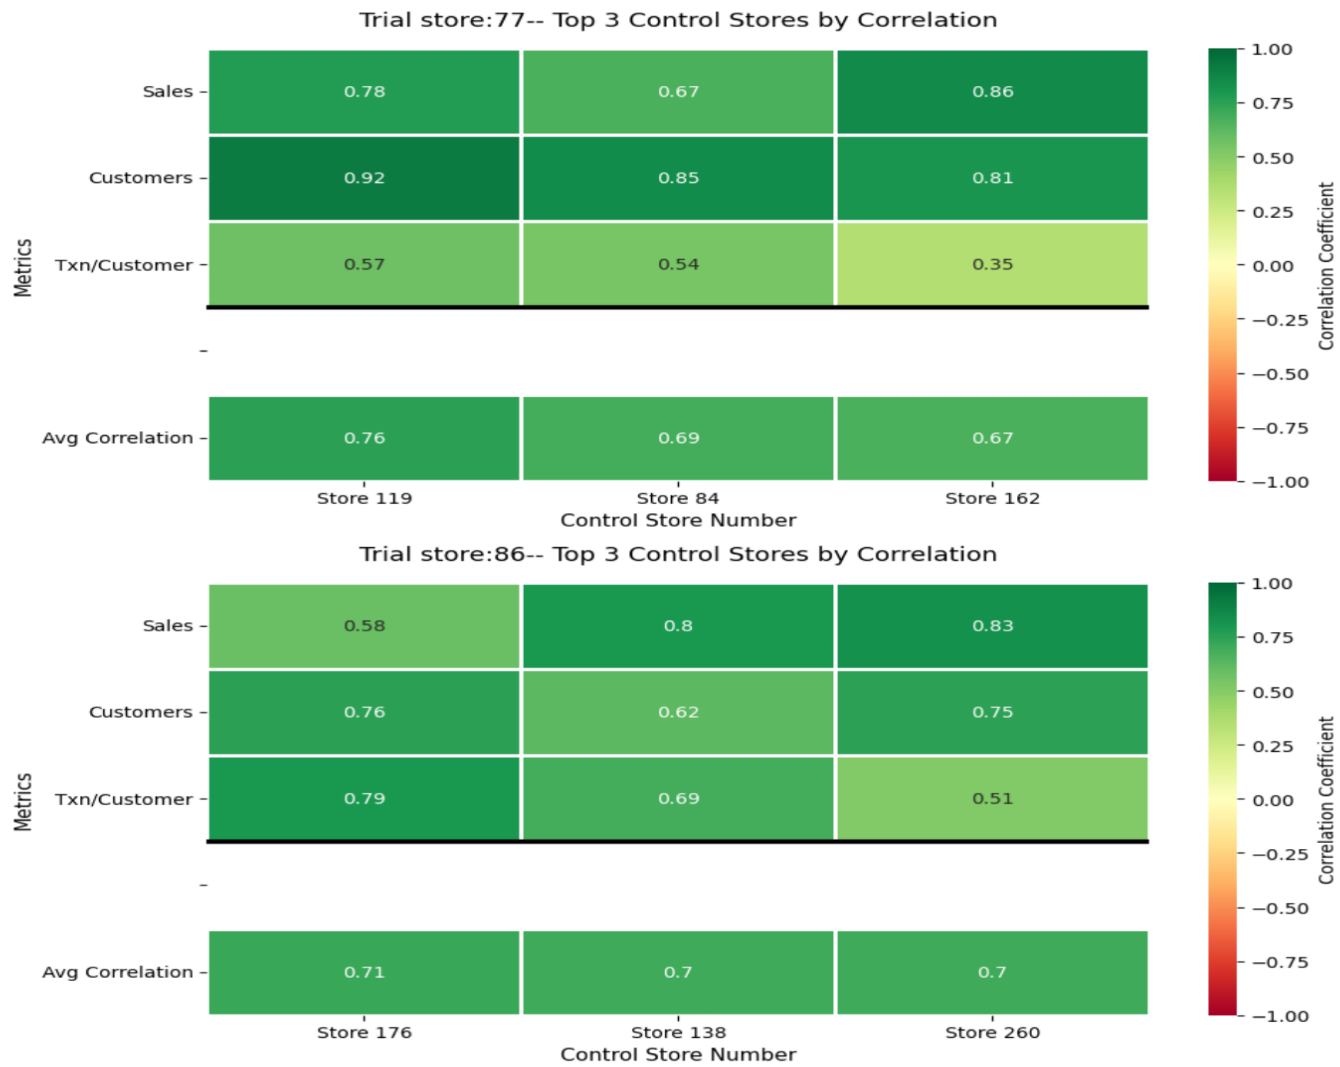 Trial store:77-- Top 3 Control Stores by Correlation
Sales 0.78 0.67 0.86
Customers 0.92 0.85 0.81
Txn/Customer 0.57 0.54 0.35
Avg Correlation 0.76 0.69 0.67
Store 119 Store 84 Store 162
Control Store Number
Metrics
1.00
0.75
0.50
0.25
0.00
−0.25
−0.50
−0.75
−1.00
Correlation Coefficient
Trial store:86-- Top 3 Control Stores by Correlation
Sales 0.58 0.8 0.83
Customers 0.76 0.62 0.75
Txn/Customer 0.79 0.69 0.51
Avg Correlation 0.71 0.7 0.7
Store 176 Store 138 Store 260
Control Store Number
Metrics
1.00
0.75
0.50
0.25
0.00
−0.25
−0.50
−0.75
−1.00
Correlation Coefficient